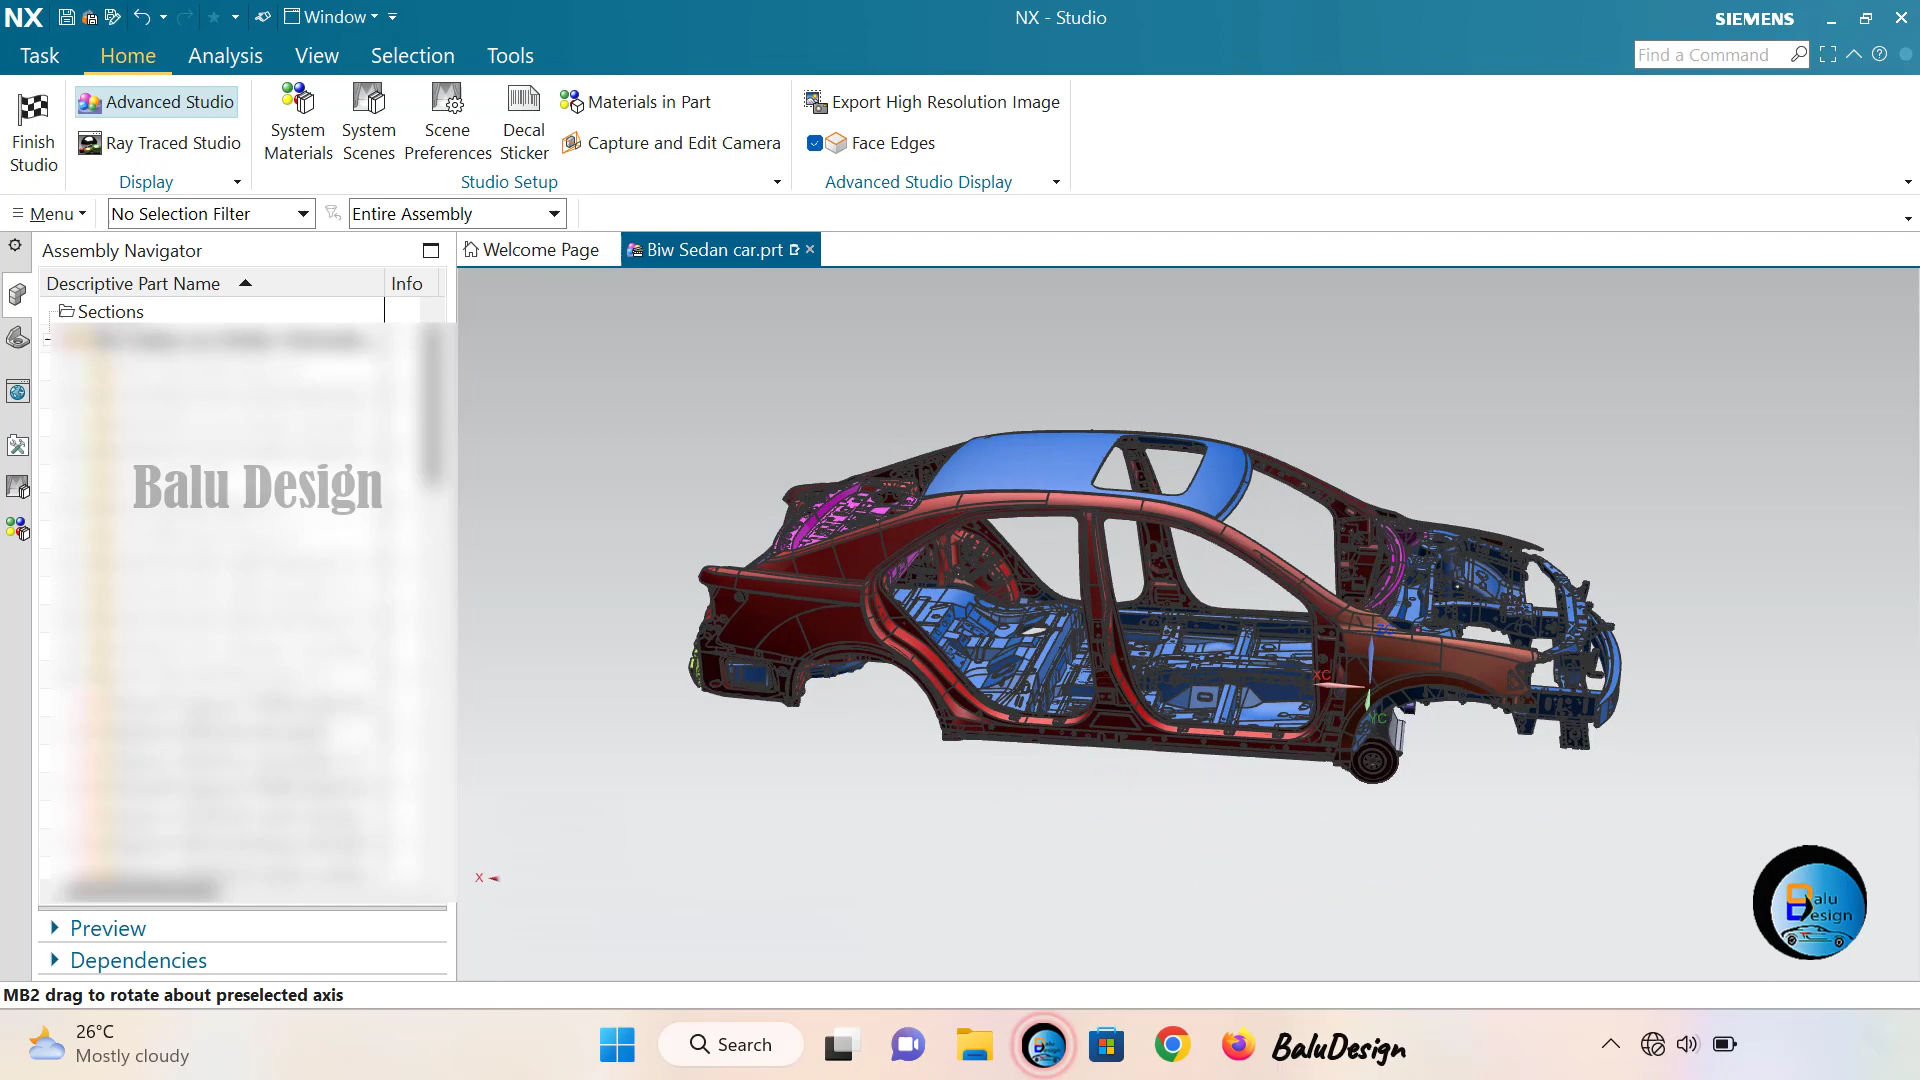 NX
Window
NX - Studio
SIEMENS
Task
Home
Analysis
View
Selection
Tools
Find a Command
Finish
Studio
Advanced Studio
Ray Traced Studio
Display
System
Materials
System
Scenes
Scene
Preferences
Decal
Sticker
Materials in Part
Capture and Edit Camera
Studio Setup
Export High Resolution Image
Face Edges
Advanced Studio Display
Menu
No Selection Filter
Entire Assembly
Assembly Navigator
Welcome Page
Biw Sedan car.prt
Descriptive Part Name
Info
Sections
Balu Design
XC
YC
X
Balu
Design
Preview
Dependencies
MB2 drag to rotate about preselected axis
26°C
Mostly cloudy
Search
BaluDesign